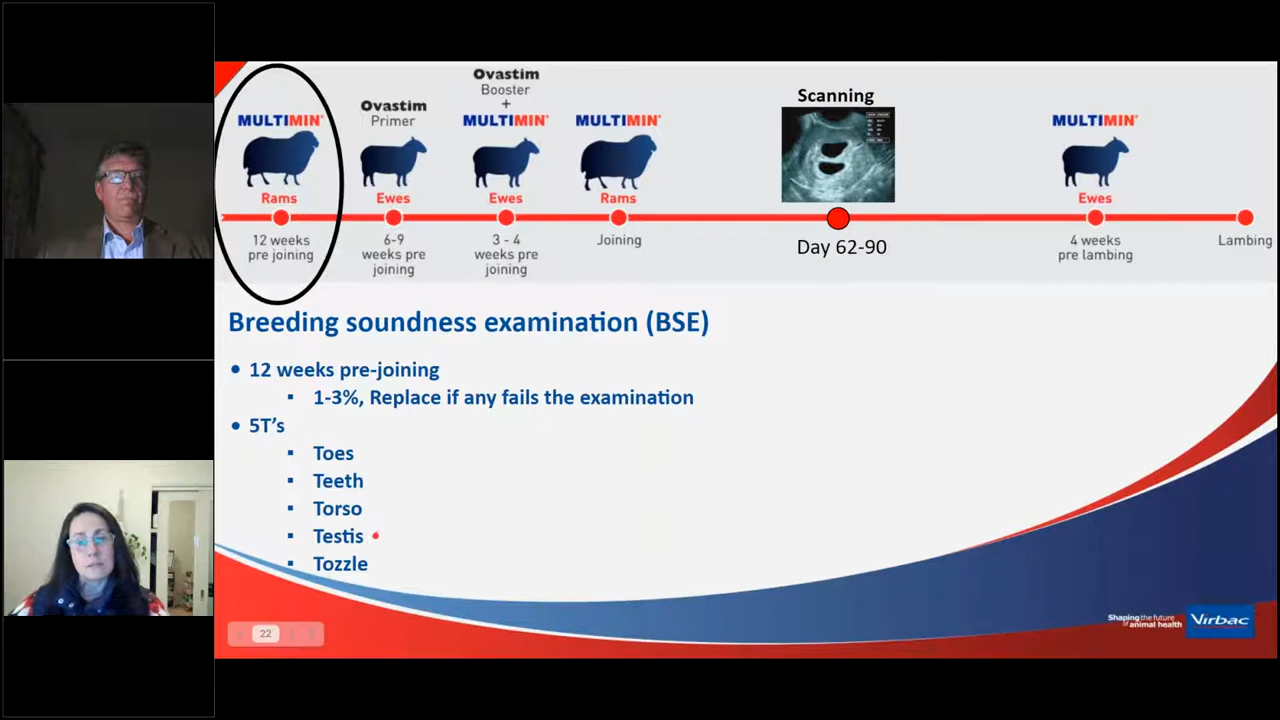 MULTIMIN®
Rams
12 weeks
pre joining
Ovastim
Primer
Ewes
6-9
weeks pre
joining
Ovastim
Booster
+
MULTIMIN®
Ewes
3 - 4
weeks pre
joining
MULTIMIN®
Rams
Joining
Scanning
Day 62-90
MULTIMIN®
Ewes
4 weeks
pre lambing
Lambing
Breeding soundness examination (BSE)
• 12 weeks pre-joining
▪ 1-3%, Replace if any fails the examination
• 5T’s
▪ Toes
▪ Teeth
▪ Torso
▪ Testis
▪ Tozzle
22
Shaping the future
of animal health
Virbac